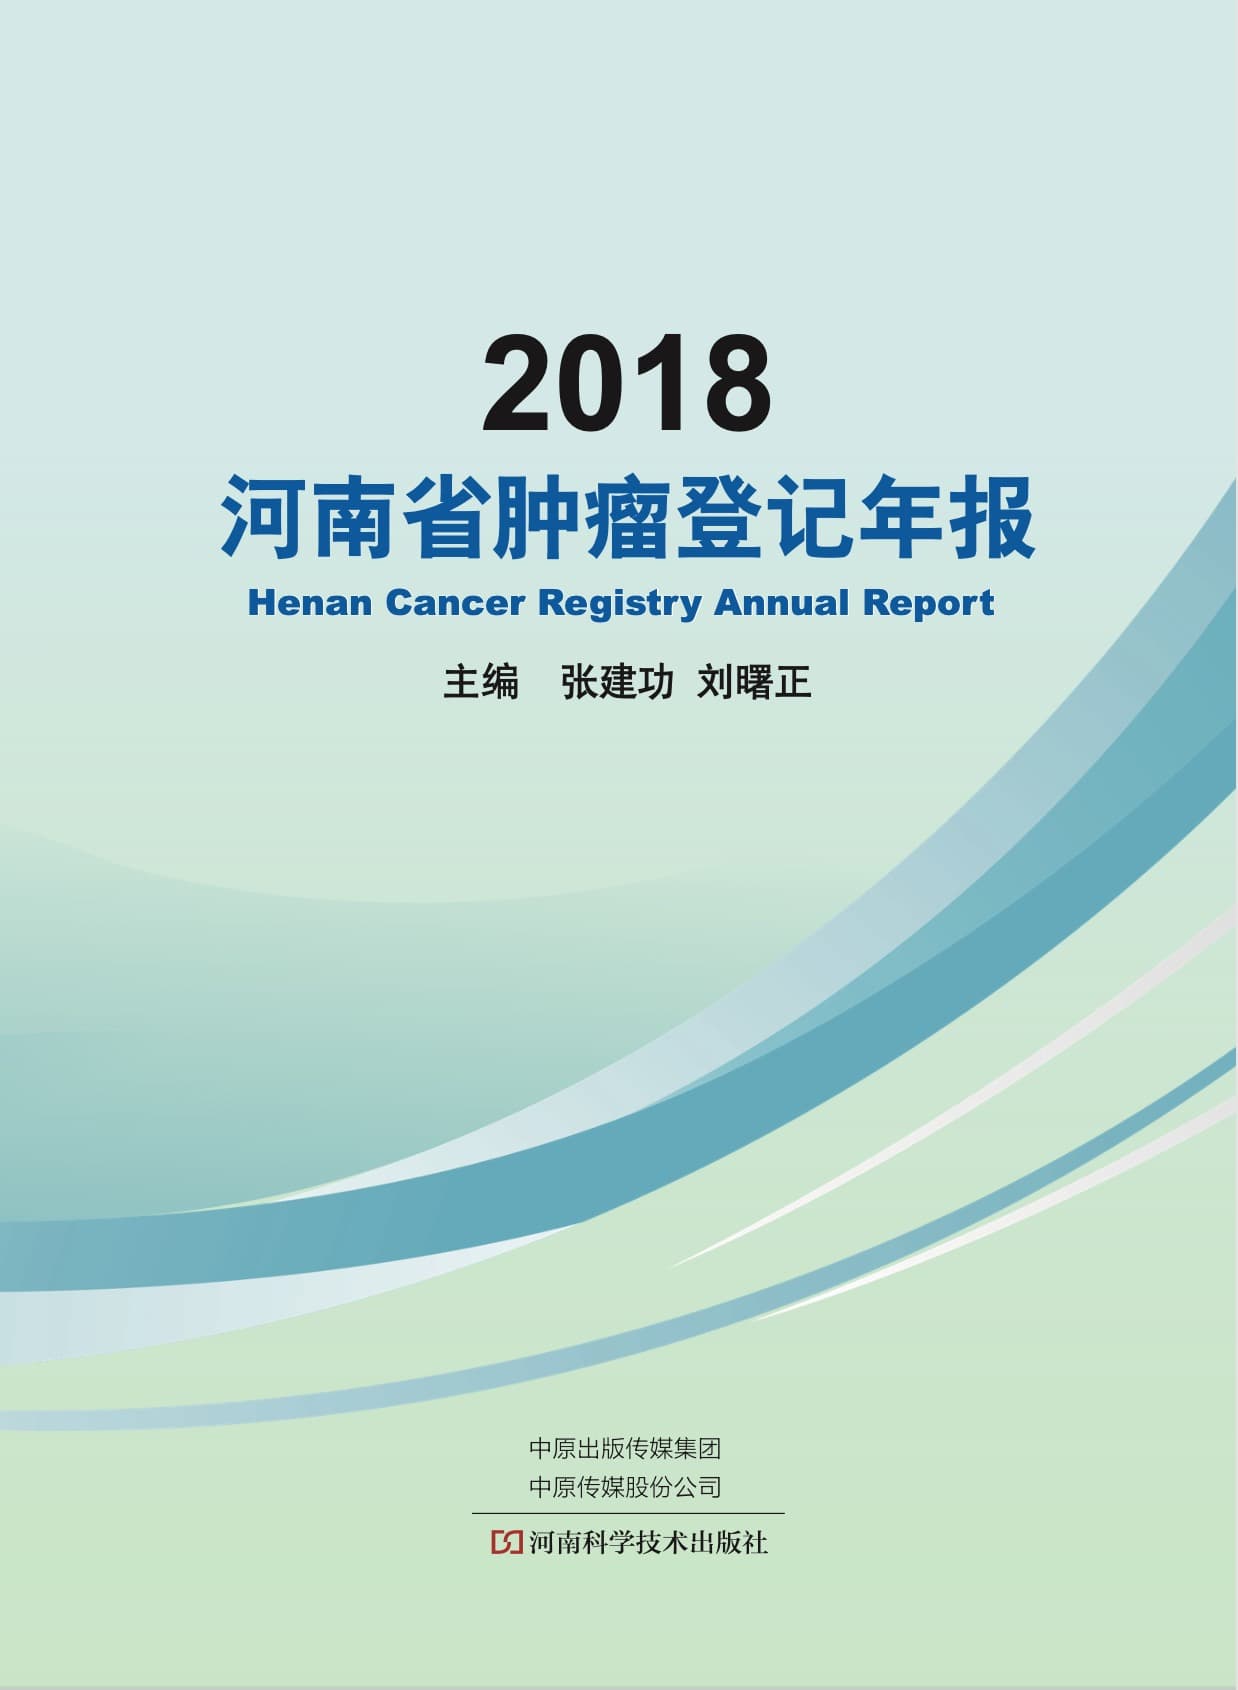 2018
河南省肿瘤登记年报
Henan Cancer Registry Annual Report
主编 张建功 刘曙正
中原出版传媒集团
中原传媒股份公司
河南科学技术出版社